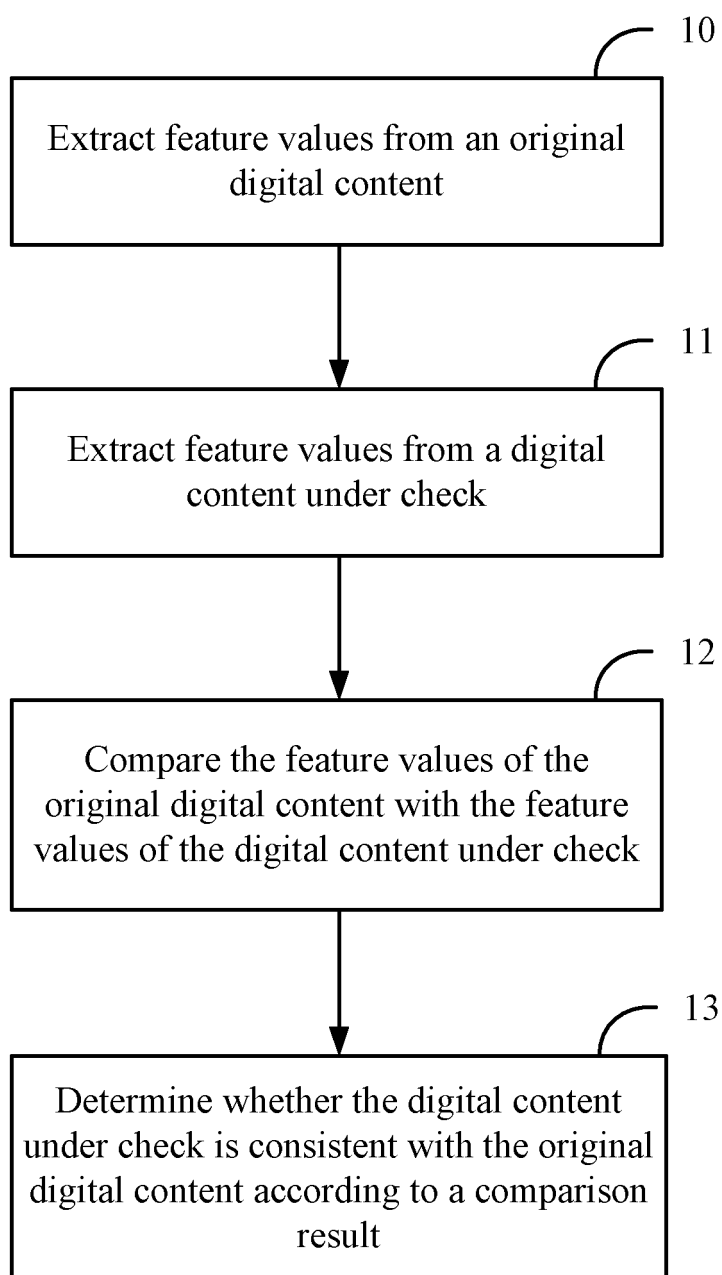 10
Extract feature values from an original
digital content
11
Extract feature values from a digital
content under check
12
Compare the feature values of the
original digital content with the feature
values of the digital content under check
13
Determine whether the digital content
under check is consistent with the original
digital content according to a comparison
result